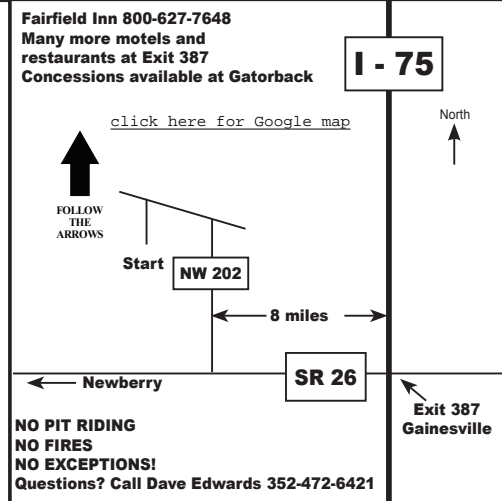 Fairfield Inn 800-627-7648
Many more motels and
restaurants at Exit 387
Concessions available at Gatorback
I - 75
click here for Google map
North
FOLLOW
THE
ARROWS
Start
NW 202
8 miles
SR 26
Newberry
Exit 387
Gainesville
NO PIT RIDING
NO FIRES
NO EXCEPTIONS!
Questions? Call Dave Edwards 352-472-6421